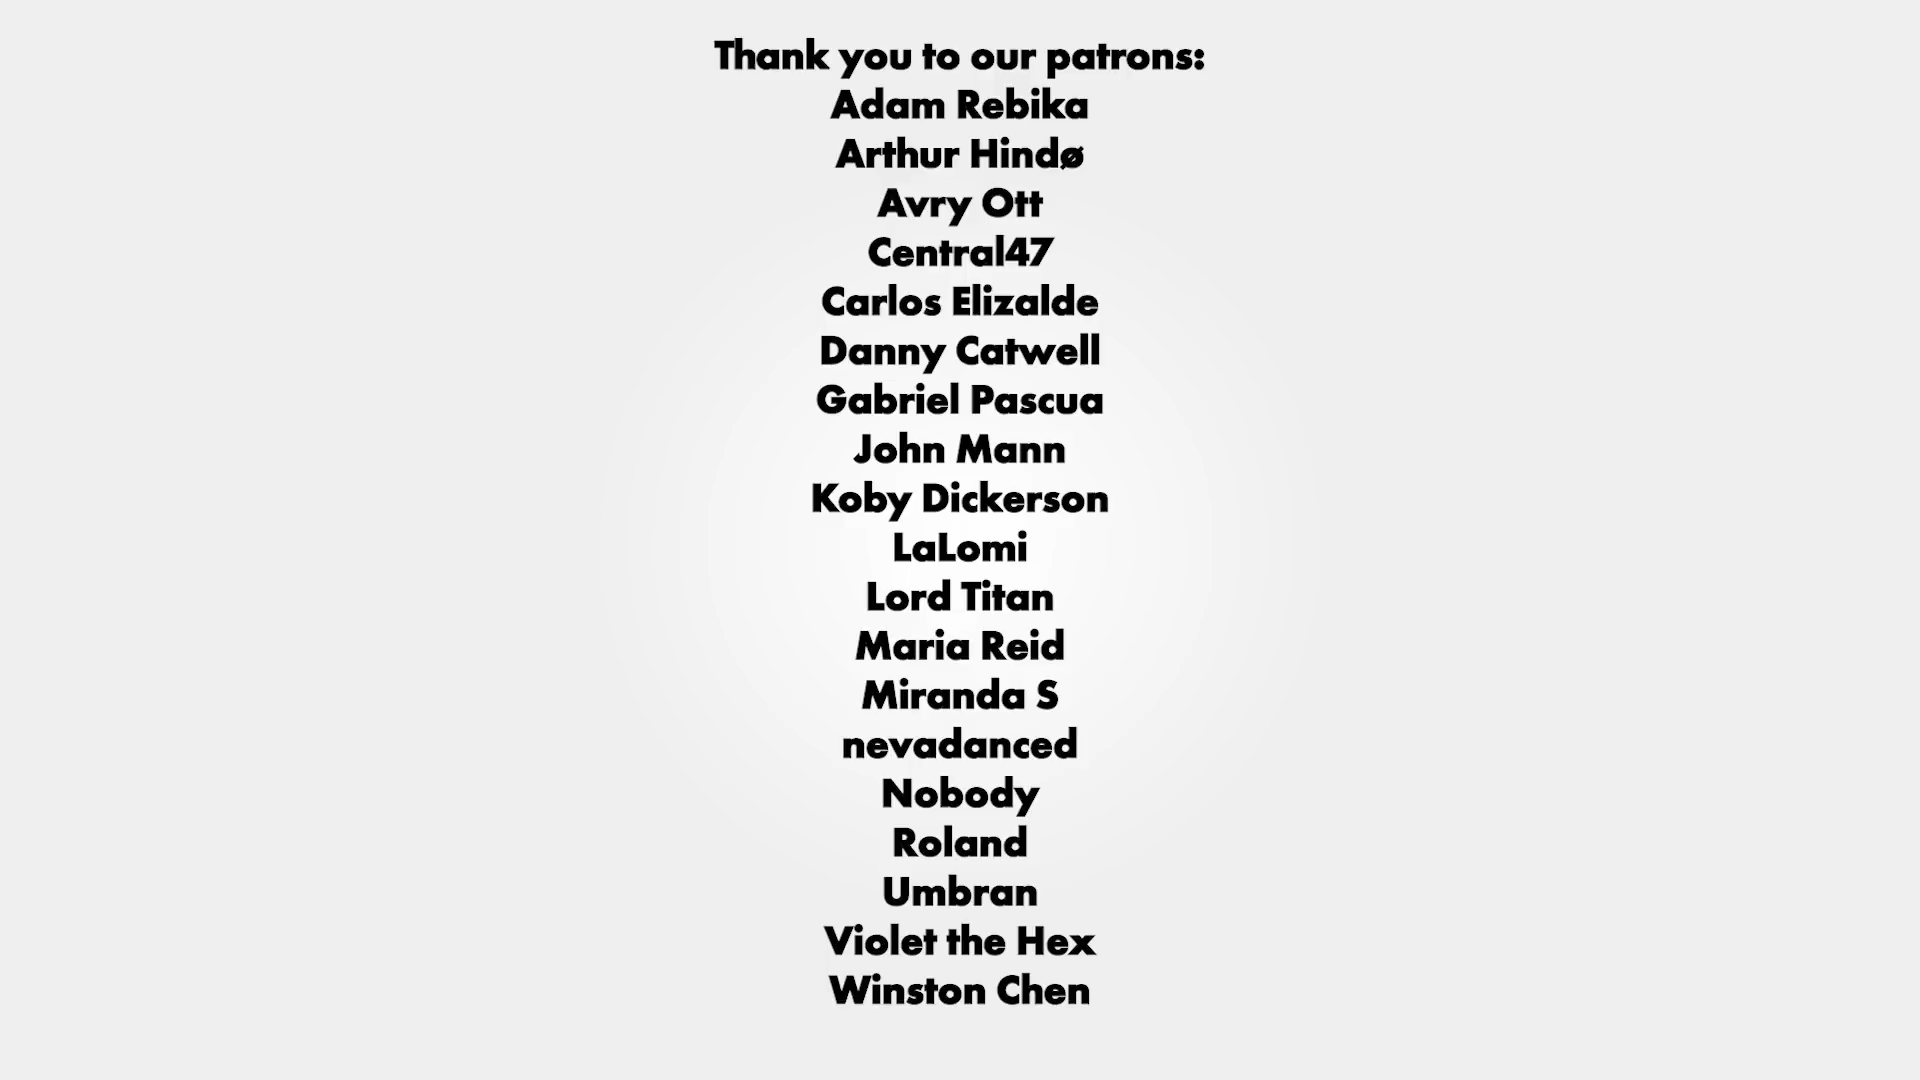 Thank you to our patrons:
Adam Rebika
Arthur Hindø
Avry Ott
Central47
Carlos Elizalde
Danny Catwell
Gabriel Pascua
John Mann
Koby Dickerson
LaLomi
Lord Titan
Maria Reid
Miranda S
nevadanced
Nobody
Roland
Umbran
Violet the Hex
Winston Chen